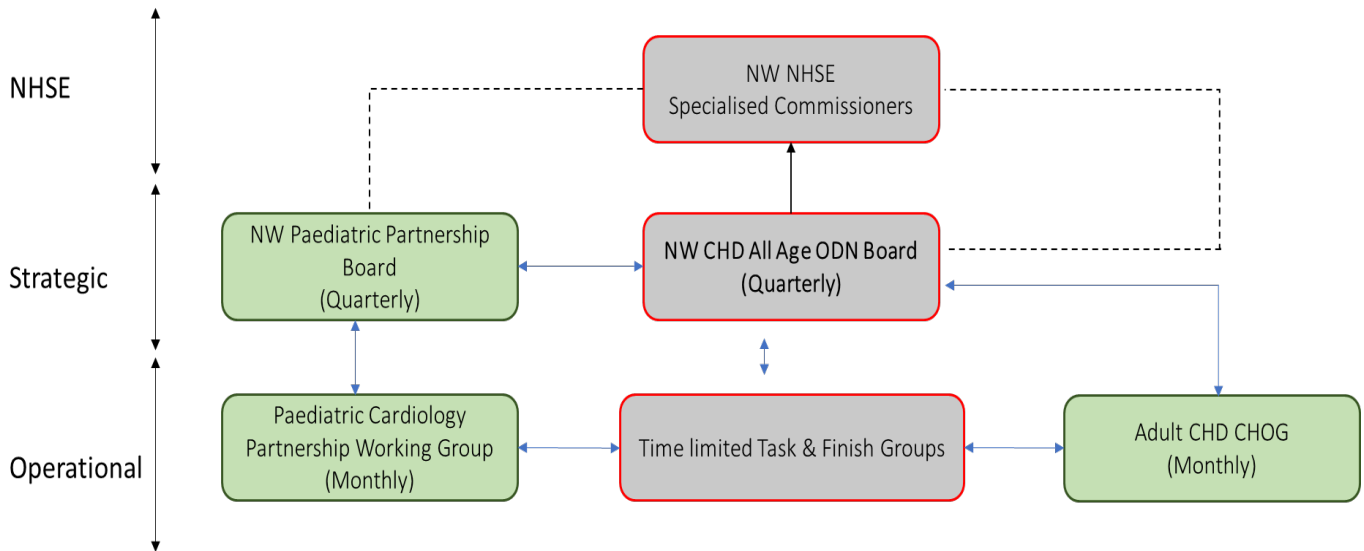 NHSE
NW NHSE
Specialised Commissioners
Strategic
NW Paediatric Partnership
Board
(Quarterly)
NW CHD All Age ODN Board
(Quarterly)
Operational
Paediatric Cardiology
Partnership Working Group
(Monthly)
Time limited Task & Finish Groups
Adult CHD CHOG
(Monthly)